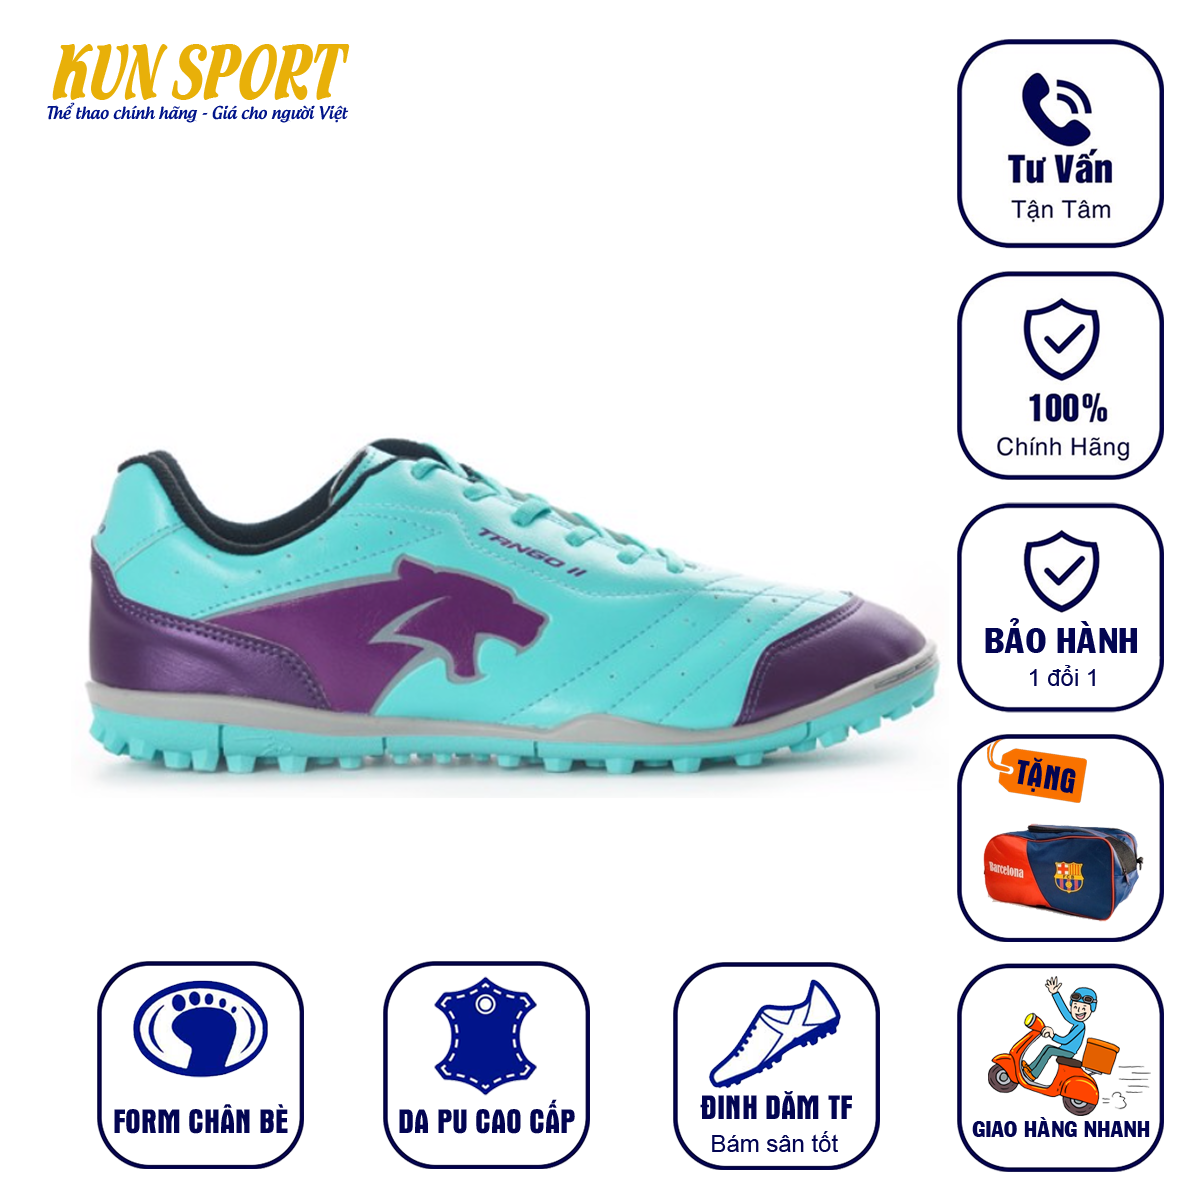 KUN SPORT
Thể thao chính hãng - Giá cho người Việt
Tư Vấn
Tận Tâm
100%
Chính Hãng
BẢO HÀNH
1 đổi 1
TẶNG
Barcelona
TANGO II
FORM CHÂN BÈ
DA PU CAO CẤP
ĐINH DĂM TF
Bám sân tốt
GIAO HÀNG NHANH